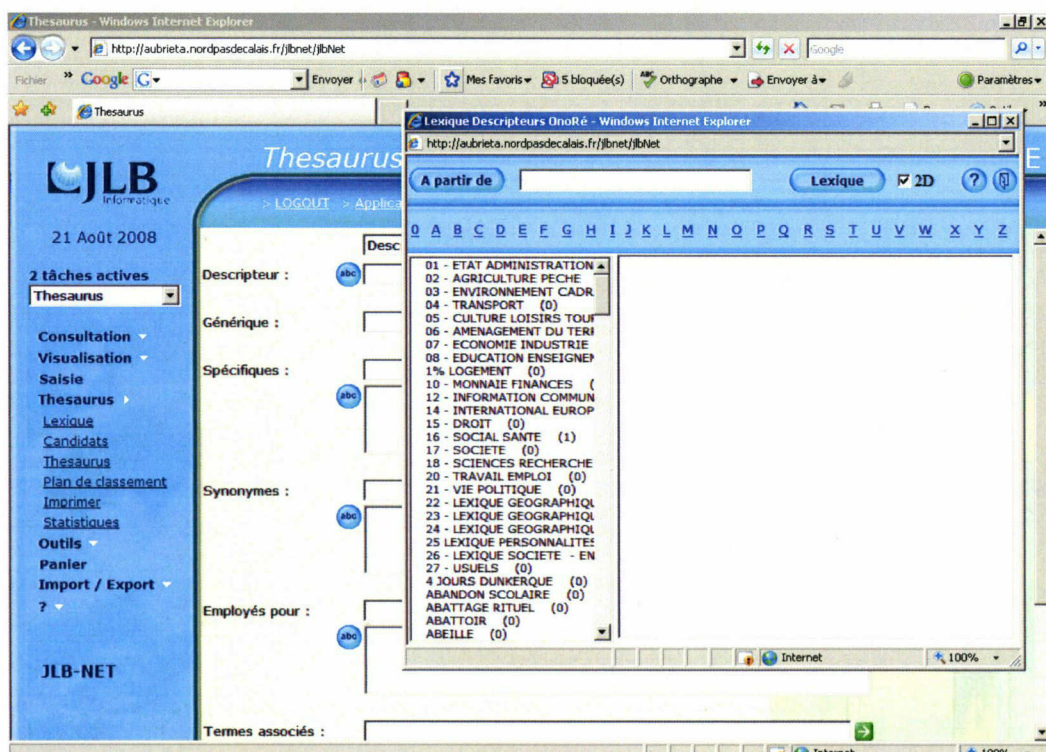 Thesaurus - Windows Internet Explorer
http://aubrieta.nordpasdecalais.fr/jlbnet/jlbNet
Google
Fichier » Google G Envoyer Mes favoris 5 bloquée(s) Orthographe Envoyer à Paramètres
Thesaurus
JLB
Informatique
21 Août 2008
2 tâches actives
Thesaurus
Consultation
Visualisation
Saisie
Thesaurus
Lexique
Candidats
Thesaurus
Plan de classement
Imprimer
Statistiques
Outils
Panier
Import / Export
?
JLB-NET
Thesaurus
> LOGOUT > Applica
Desc
Descripteur :
abc
Générique :
Spécifiques :
abc
Synonymes :
abc
Employés pour :
abc
Termes associés :
Lexique Descripteurs OnoRé - Windows Internet Explorer
http://aubrieta.nordpasdecalais.fr/jlbnet/jlbNet
A partir de Lexique 2D ?
0 A B C D E F G H I J K L M N O P Q R S T U V W X Y Z
01 - ETAT ADMINISTRATION
02 - AGRICULTURE PECHE
03 - ENVIRONNEMENT CADR
04 - TRANSPORT (0)
05 - CULTURE LOISIRS TOUR
06 - AMENAGEMENT DU TERR
07 - ECONOMIE INDUSTRIE
08 - EDUCATION ENSEIGNEM
1% LOGEMENT (0)
10 - MONNAIE FINANCES (
12 - INFORMATION COMMUN
14 - INTERNATIONAL EUROP
15 - DROIT (0)
16 - SOCIAL SANTE (1)
17 - SOCIETE (0)
18 - SCIENCES RECHERCHE
20 - TRAVAIL EMPLOI (0)
21 - VIE POLITIQUE (0)
22 - LEXIQUE GEOGRAPHIQU
23 - LEXIQUE GEOGRAPHIQU
24 - LEXIQUE GEOGRAPHIQU
25 LEXIQUE PERSONNALITES
26 - LEXIQUE SOCIETE - EN
27 - USUELS (0)
4 JOURS DUNKERQUE (0)
ABANDON SCOLAIRE (0)
ABATTAGE RITUEL (0)
ABATTOIR (0)
ABEILLE (0)
Internet 100%
Internet 100%